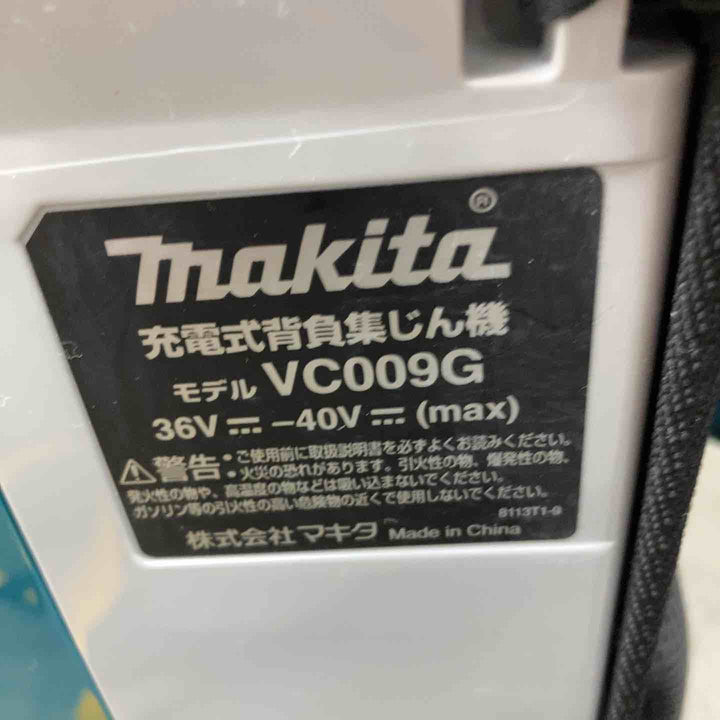 makita®
充電式背負集じん機
モデル VC009G
36V ⎓ -40V ⎓ (max)
⚠警告:・ご使用前に取扱説明書を必ずよくお読みください。
・火災の恐れがあります。引火性の物、爆発性の物、
発火性の物や、高温度の物などは吸い込まないでください。
ガソリン等の引火性の高い危険物の近くで使用しないでください。
8113T1-9
株式会社マキタ Made in China